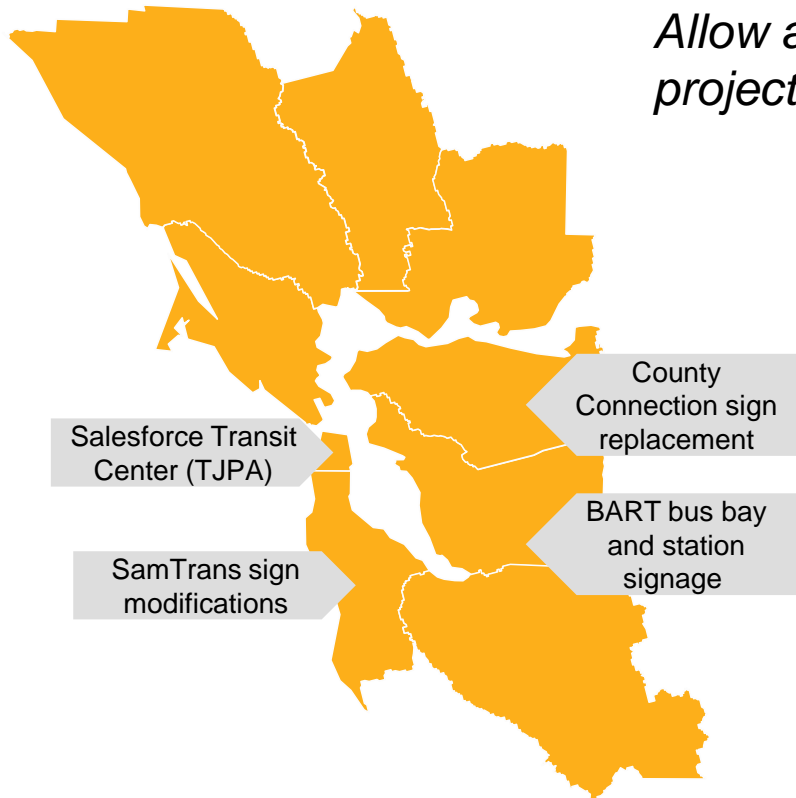 Allow a
project
County
Connection sign
replacement
Salesforce Transit
Center (TJPA)
BART bus bay
and station
signage
SamTrans sign
modifications